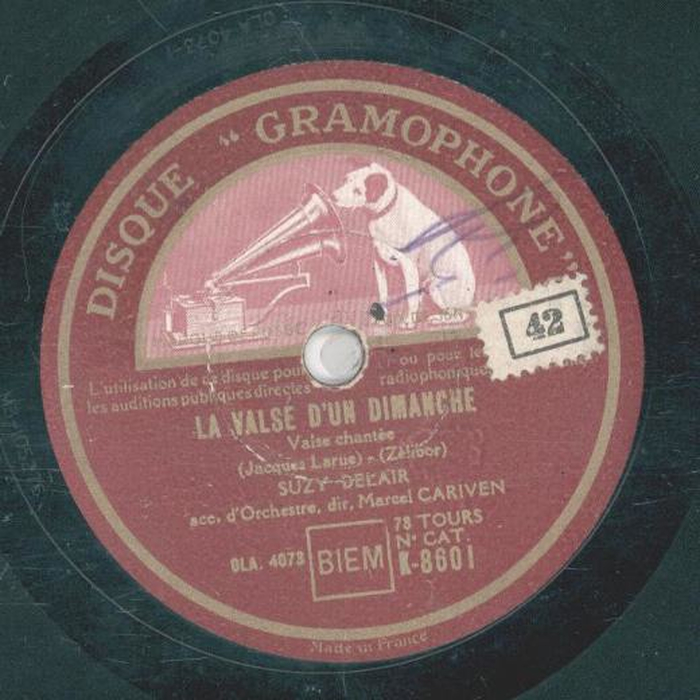 DISQUE "GRAMOPHONE"
42
L'utilisation de ce disque pour ou pour le
les auditions publiques directes radiophonique
LA VALSE D'UN DIMANCHE
Valse chantée
(Jacques Larue) - (Zélibor)
SUZY DELAIR
acc. d'Orchestre, dir. Marcel CARIVEN
78 TOURS
N° CAT.
OLA. 4073 BIEM K-8601
Made in France